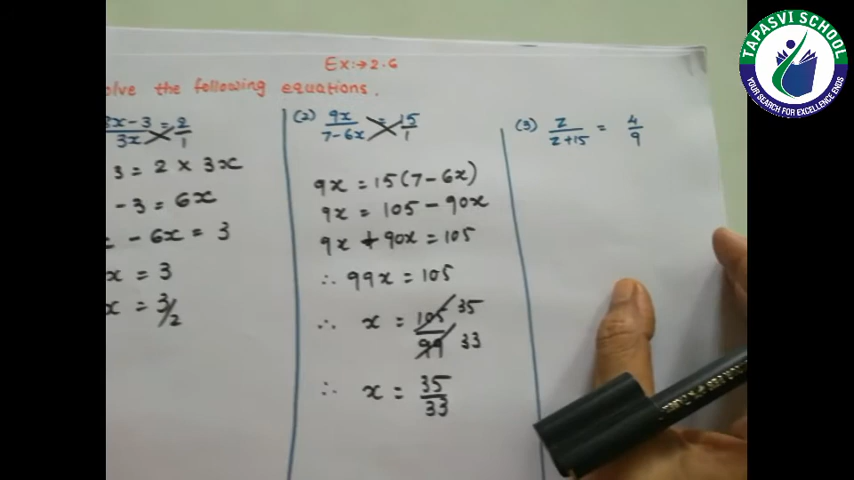 Ex:→2.6
olve the following equations.
3x-3/3x = 2/1
3 = 2 × 3x
- 3 = 6x
- 6x = 3
x = 3
x = 3/2
(2) 9x/7-6x = 15/1
9x = 15(7-6x)
9x = 105 - 90x
9x + 90x = 105
∴ 99x = 105
∴ x = 105/99 35/33
∴ x = 35/33
(3) z/z+15 = 4/9
TAPASVI SCHOOL
YOUR SEARCH FOR EXCELLENCE ENDS